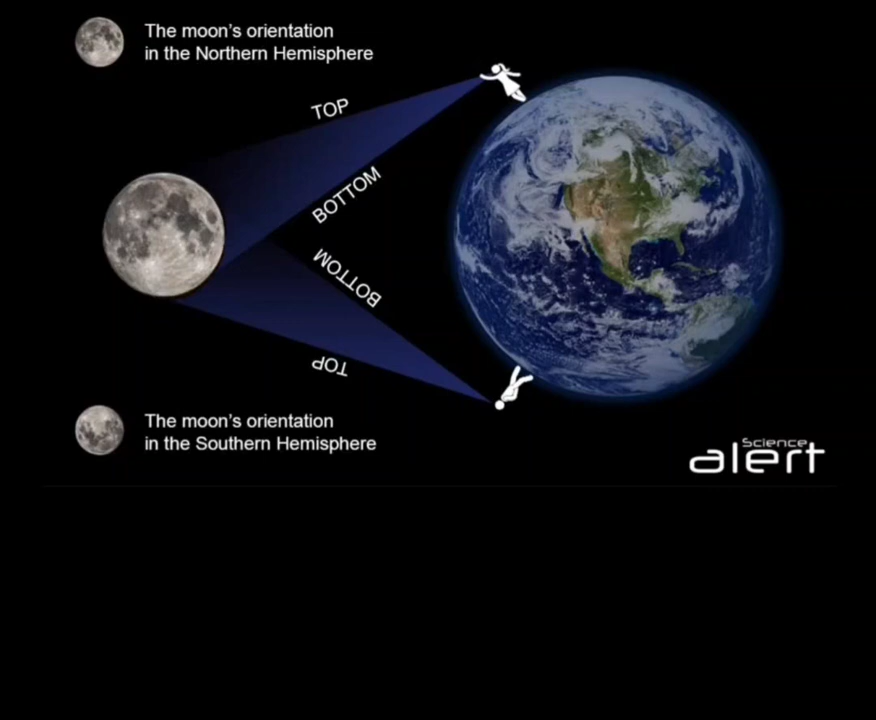 The moon's orientation
in the Northern Hemisphere
TOP
BOTTOM
BOTTOM
TOP
The moon's orientation
in the Southern Hemisphere
Science
alert